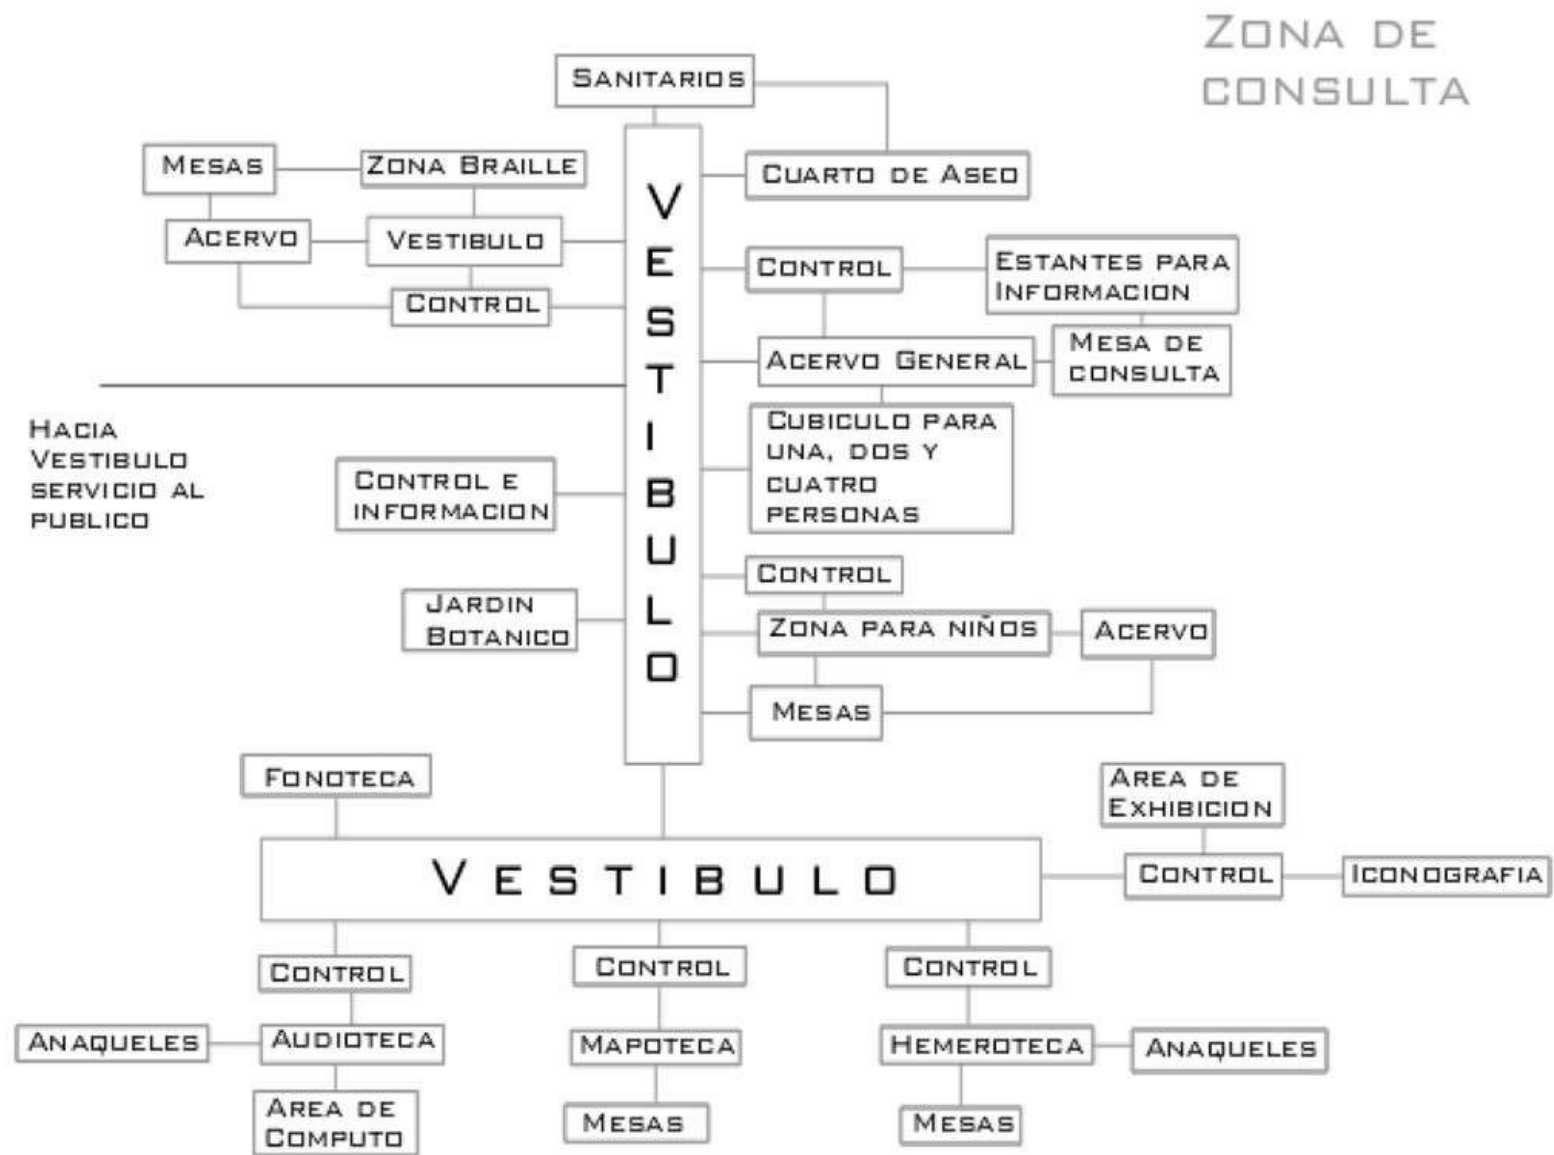 ZONA DE
CONSULTA
SANITARIOS
MESAS
ZONA BRAILLE
CUARTO DE ASEO
ACERVO
VESTIBULO
CONTROL
VESTIBULO
CONTROL
ESTANTES PARA
INFORMACION
ACERVO GENERAL
MESA DE
CONSULTA
HACIA
VESTIBULO
SERVICIO AL
PUBLICO
CONTROL E
INFORMACION
CUBICULO PARA
UNA, DOS Y
CUATRO
PERSONAS
JARDIN
BOTANICO
CONTROL
ZONA PARA NIÑOS
ACERVO
MESAS
FONOTECA
AREA DE
EXHIBICION
VESTIBULO
CONTROL
ICONOGRAFIA
CONTROL
CONTROL
CONTROL
ANAQUELES
AUDIOTECA
MAPOTECA
HEMEROTECA
ANAQUELES
AREA DE
COMPUTO
MESAS
MESAS